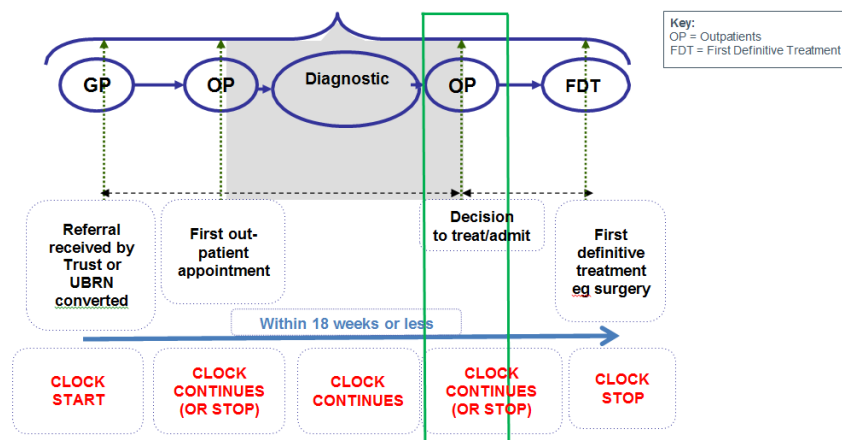 Key:
OP = Outpatients
FDT = First Definitive Treatment
GP
OP
Diagnostic
OP
FDT
Referral
received by
Trust or
UBRN
converted
First out-
patient
appointment
Decision
to treat/admit
First
definitive
treatment
eg surgery
Within 18 weeks or less
CLOCK
START
CLOCK
CONTINUES
(OR STOP)
CLOCK
CONTINUES
CLOCK
CONTINUES
(OR STOP)
CLOCK
STOP